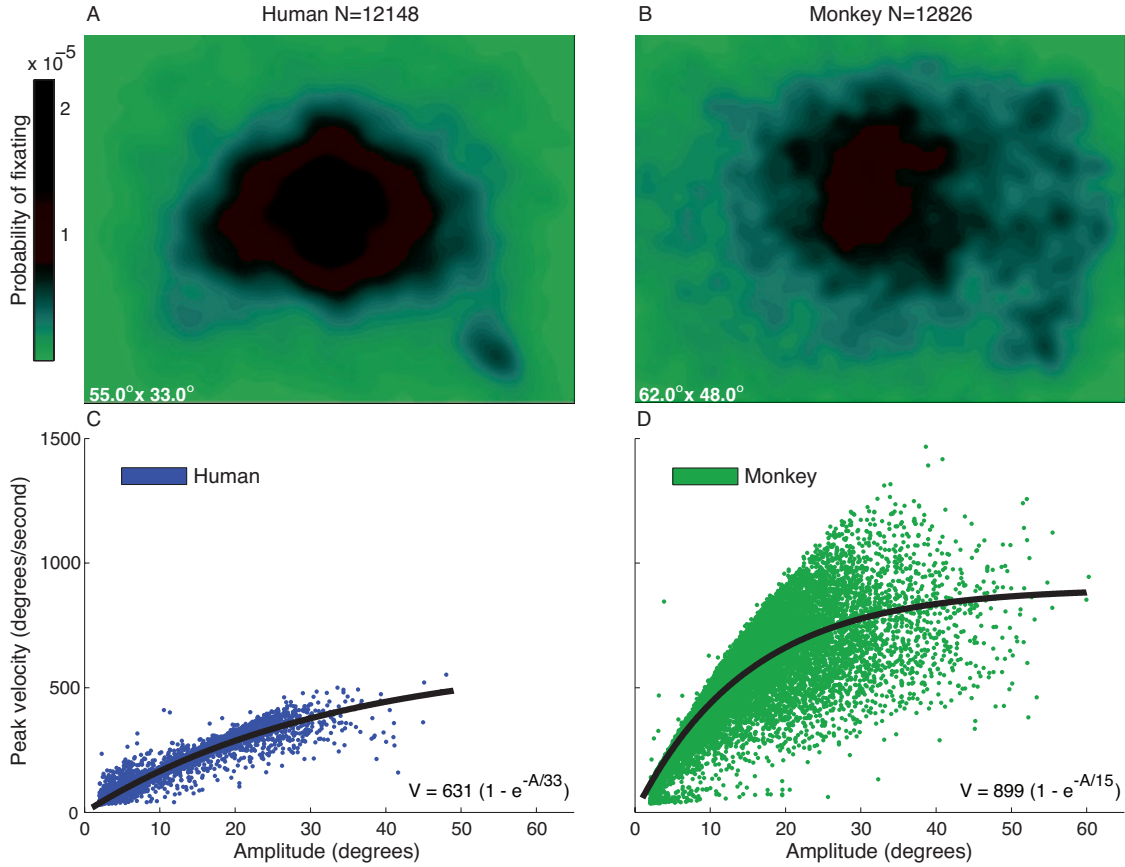 A Human N=12148
B Monkey N=12826
x 10^-5
2
1
Probability of fixating
55.0° x 33.0°
62.0° x 48.0°
C
D
1500
1000
500
0
Peak velocity (degrees/second)
Human
Monkey
V = 631 (1 - e^-A/33)
V = 899 (1 - e^-A/15)
0 10 20 30 40 50 60
0 10 20 30 40 50 60
Amplitude (degrees)
Amplitude (degrees)